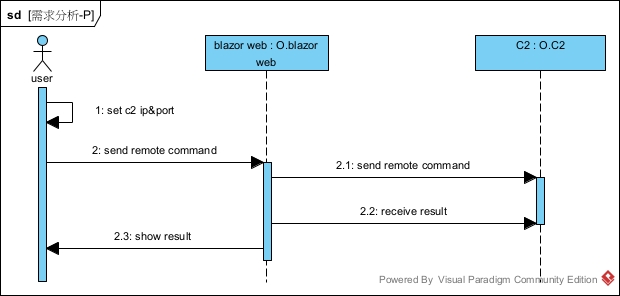 sd [需求分析-P]
blazor web : O.blazor
web
C2 : O.C2
user
1: set c2 ip&port
2: send remote command
2.1: send remote command
2.2: receive result
2.3: show result
Powered By Visual Paradigm Community Edition